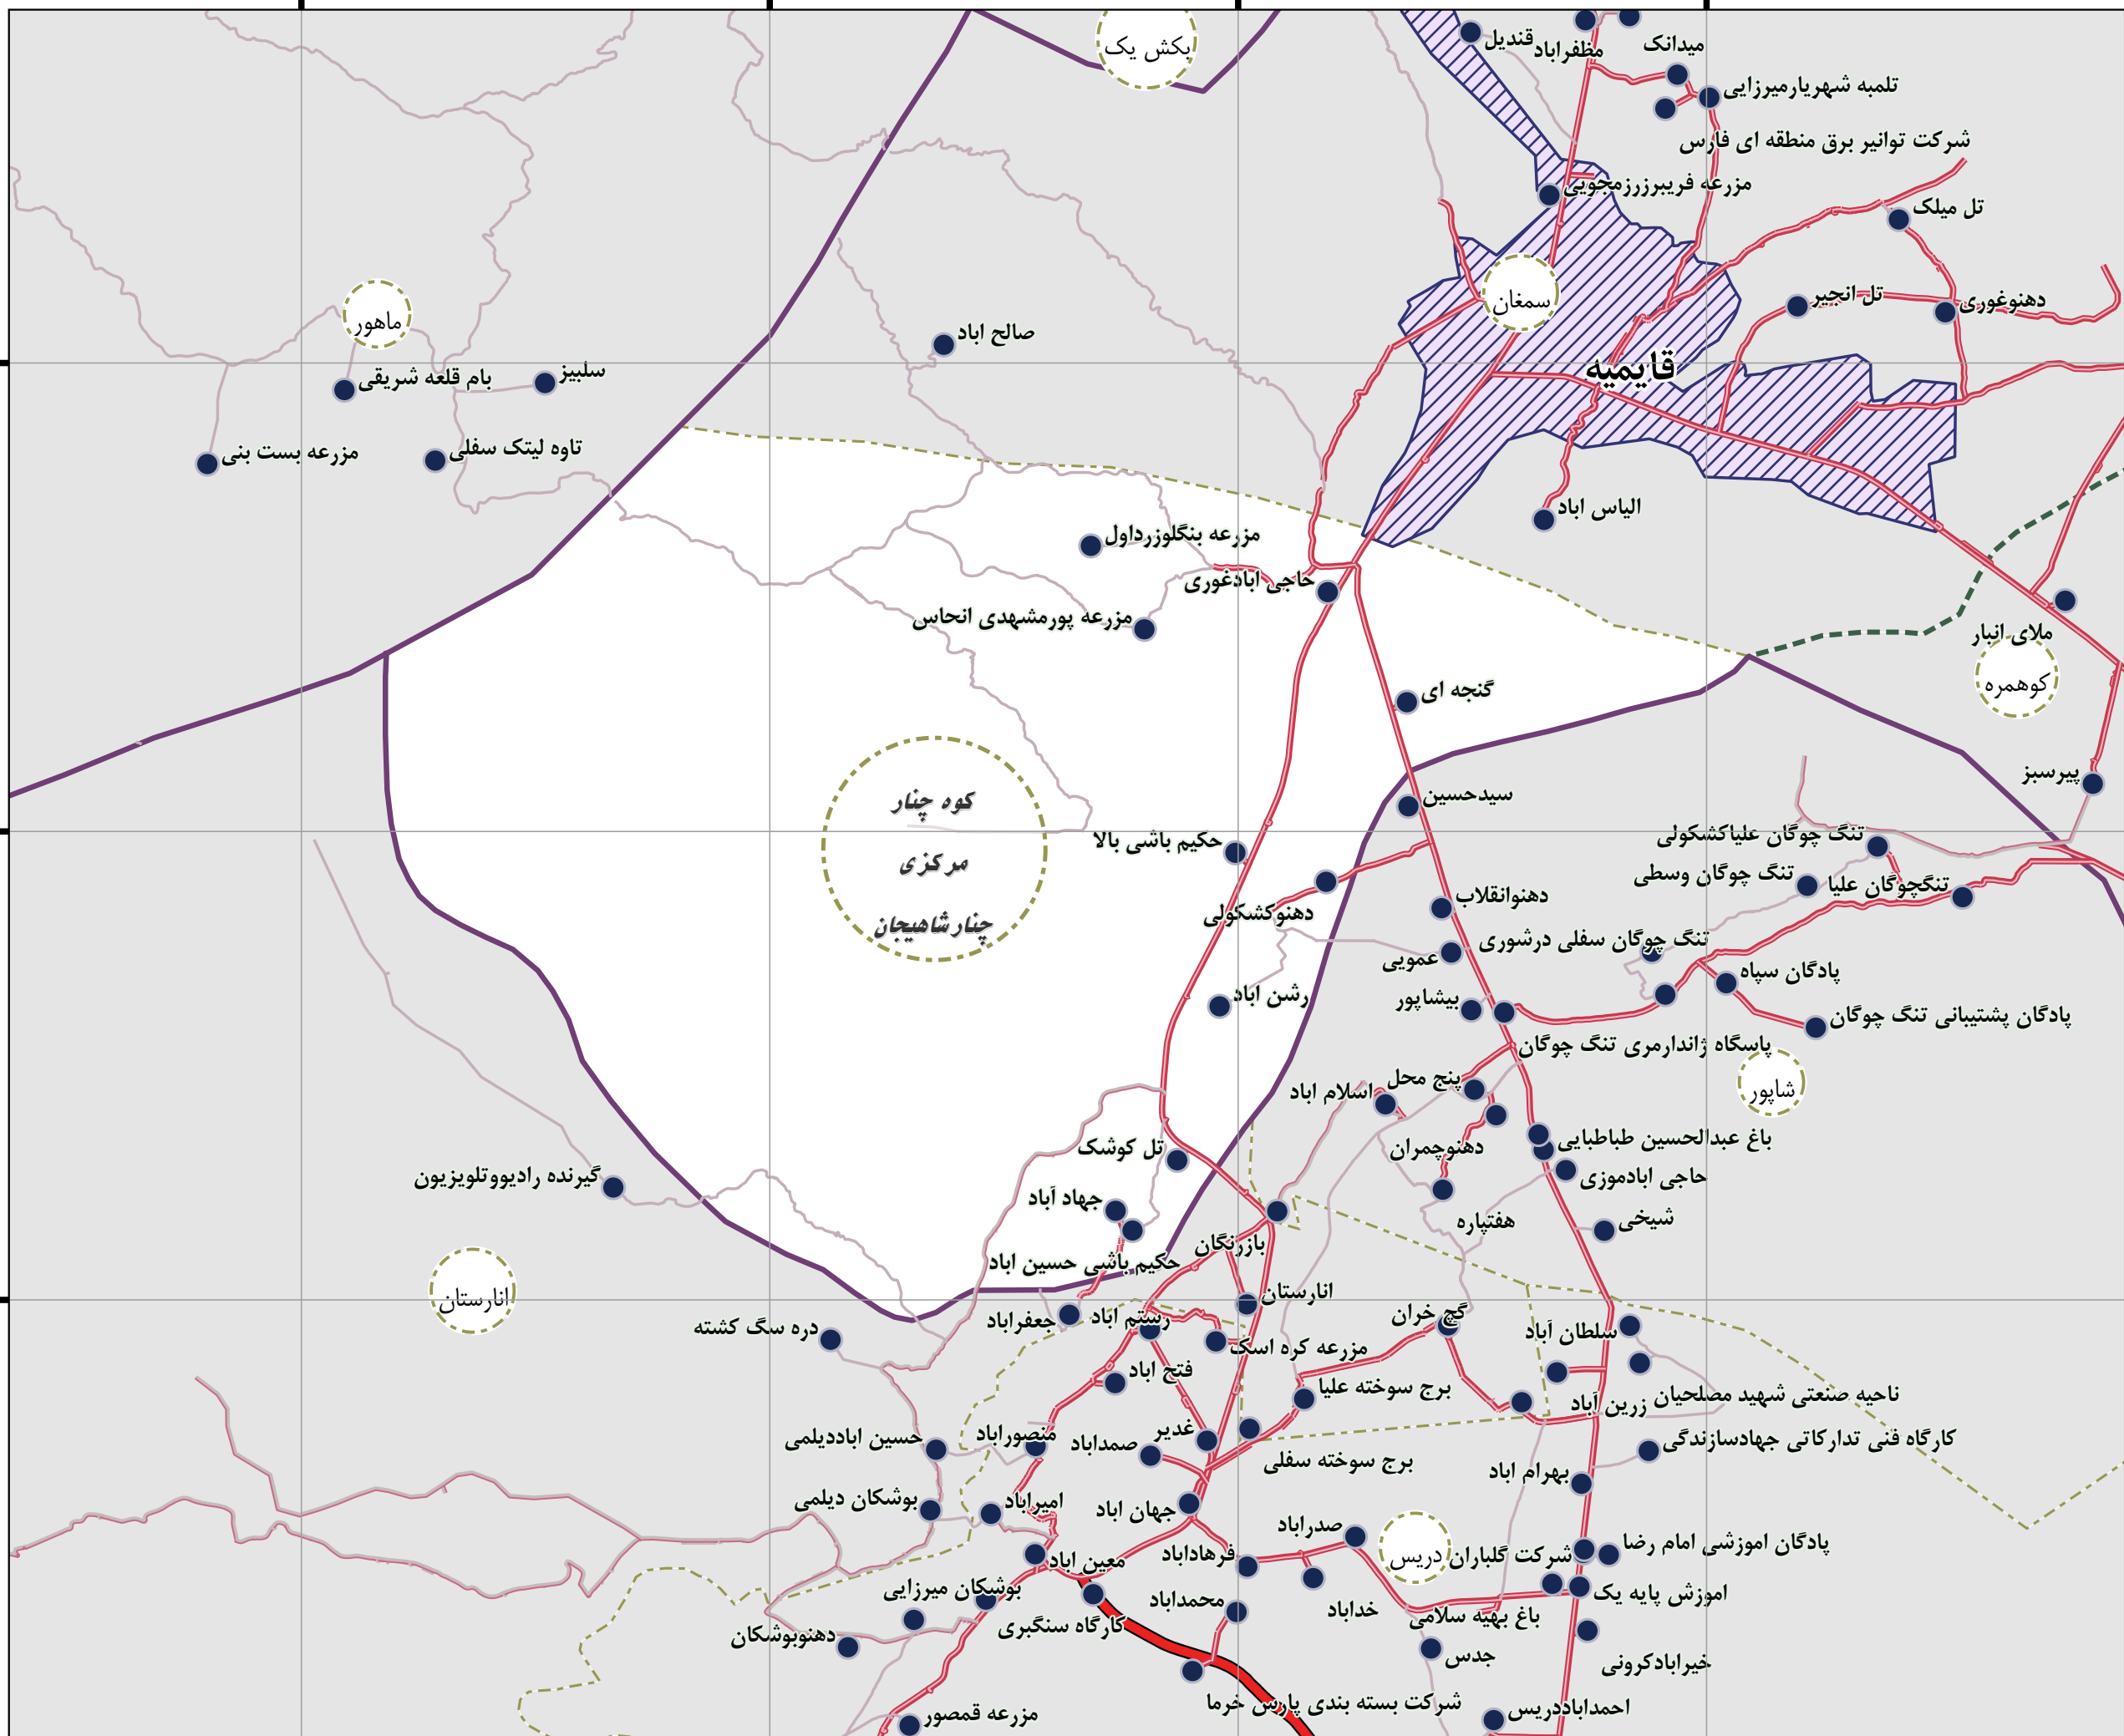 بکش یک
قندیل
مظفراباد
میدانک
تلمبه شهریارمیرزایی
شرکت توانیر برق منطقه ای فارس
مزرعه فریبرزرزمجویی
تل میلک
سمغان
تل انجیر
دهنوغوری
ماهور
صالح اباد
قایمیه
بام قلعه شریقی
سلبیز
مزرعه بست بنی
تاوه لیتک سفلی
الیاس اباد
مزرعه بنگلوزرداول
حاجی ابادغوری
مزرعه پورمشهدی انحاس
ملای انبار
کوهمره
گنجه ای
پیرسبز
سیدحسین
کوه چنار
مرکزی
چنارشاهیجان
حکیم باشی بالا
تنگ چوگان علیاکشکولی
تنگ چوگان وسطی
تنگچوگان علیا
دهنوانقلاب
دهنوکشکولی
تنگ چوگان سفلی درشوری
عمویی
پادگان سپاه
رشن اباد
بیشاپور
پادگان پشتیبانی تنگ چوگان
پاسگاه ژاندارمری تنگ چوگان
شاپور
پنج محل
اسلام اباد
باغ عبدالحسین طباطبایی
دهنوچمران
تل کوشک
حاجی ابادموزی
گیرنده رادیووتلویزیون
جهاد آباد
هفتپاره
شیخی
بازرنگان
حکیم باشی حسین اباد
انارستان
انارستان
جعفراباد
رستم اباد
گچ خران
سلطان آباد
دره سگ کشته
مزرعه کره اسک
فتح اباد
برج سوخته علیا
ناحیه صنعتی شهید مصلحیان
زرین آباد
حسین اباددیلمی
منصوراباد
صمداباد
غدیر
کارگاه فنی تدارکاتی جهادسازندگی
برج سوخته سفلی
بهرام اباد
بوشکان دیلمی
امیراباد
جهان اباد
صدراباد
دریس
شرکت گلباران
پادگان اموزشی امام رضا
معین اباد
فرهاداباد
بوشکان میرزایی
محمداباد
خداباد
باغ بهیه سلامی
اموزش پایه یک
دهنوبوشکان
کارگاه سنگبری
جدس
خیرابادکرونی
شرکت بسته بندی پارس خرما
احمداباددریس
مزرعه قمصور